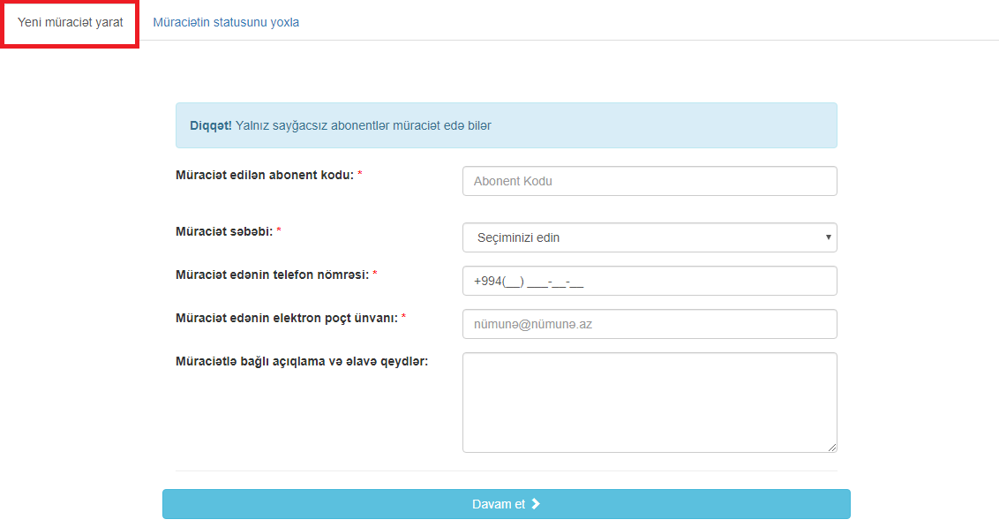 Yeni müraciət yarat
Müraciətin statusunu yoxla
Diqqət! Yalnız sayğacsız abonentlər müraciət edə bilər
Müraciət edilən abonent kodu: *
Abonent Kodu
Müraciət səbəbi: *
Seçiminizi edin
Müraciət edənin telefon nömrəsi: *
+994(__) ___-__-__
Müraciət edənin elektron poçt ünvanı: *
nümunə@nümunə.az
Müraciətlə bağlı açıqlama və əlavə qeydlər:
Davam et